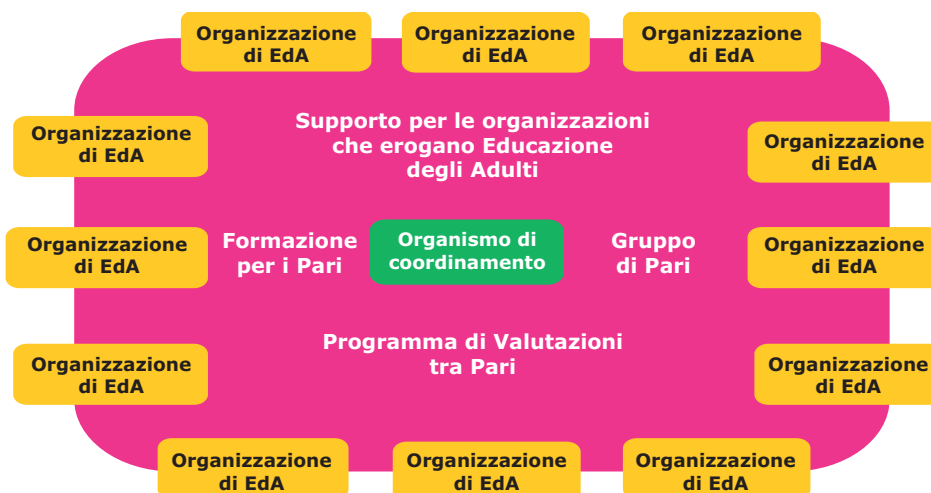 Organizzazione
di EdA
Organizzazione
di EdA
Organizzazione
di EdA
Organizzazione
di EdA
Supporto per le organizzazioni
che erogano Educazione
degli Adulti
Organizzazione
di EdA
Organizzazione
di EdA
Formazione
per i Pari
Organismo di
coordinamento
Gruppo
di Pari
Organizzazione
di EdA
Organizzazione
di EdA
Programma di Valutazioni
tra Pari
Organizzazione
di EdA
Organizzazione
di EdA
Organizzazione
di EdA
Organizzazione
di EdA